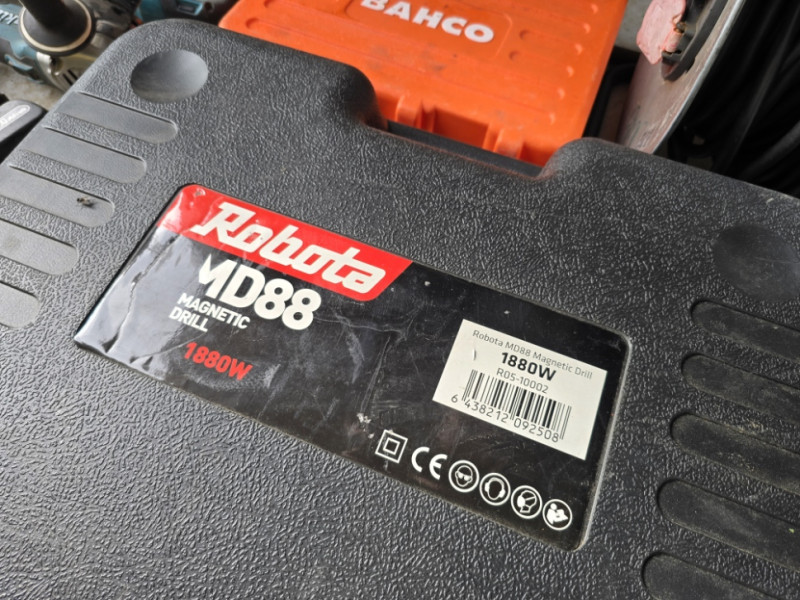 BAHCO
Robota
MD88
MAGNETIC
DRILL
1880W
Robota MD88 Magnetic Drill
1880W
R05-10002
6 438212 092508
CE